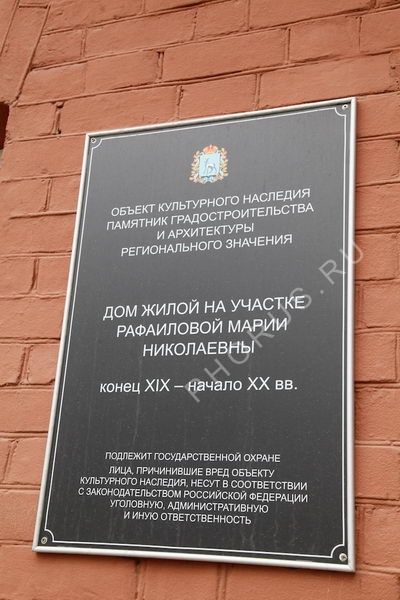 ОБЪЕКТ КУЛЬТУРНОГО НАСЛЕДИЯ
ПАМЯТНИК ГРАДОСТРОИТЕЛЬСТВА
И АРХИТЕКТУРЫ
РЕГИОНАЛЬНОГО ЗНАЧЕНИЯ
ДОМ ЖИЛОЙ НА УЧАСТКЕ
РАФАИЛОВОЙ МАРИИ
НИКОЛАЕВНЫ
конец XIX – начало XX вв.
ПОДЛЕЖИТ ГОСУДАРСТВЕННОЙ ОХРАНЕ
ЛИЦА, ПРИЧИНИВШИЕ ВРЕД ОБЪЕКТУ
КУЛЬТУРНОГО НАСЛЕДИЯ, НЕСУТ В СООТВЕТСТВИИ
С ЗАКОНОДАТЕЛЬСТВОМ РОССИЙСКОЙ ФЕДЕРАЦИИ
УГОЛОВНУЮ, АДМИНИСТРАТИВНУЮ
И ИНУЮ ОТВЕТСТВЕННОСТЬ
PHORUS.RU